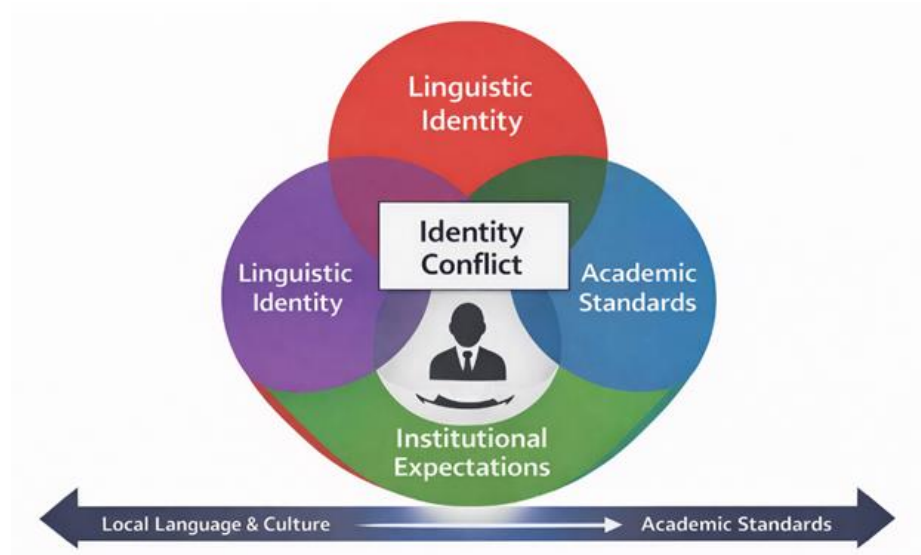 Linguistic
Identity
Identity
Conflict
Linguistic
Identity
Academic
Standards
Institutional
Expectations
Local Language & Culture
Academic Standards